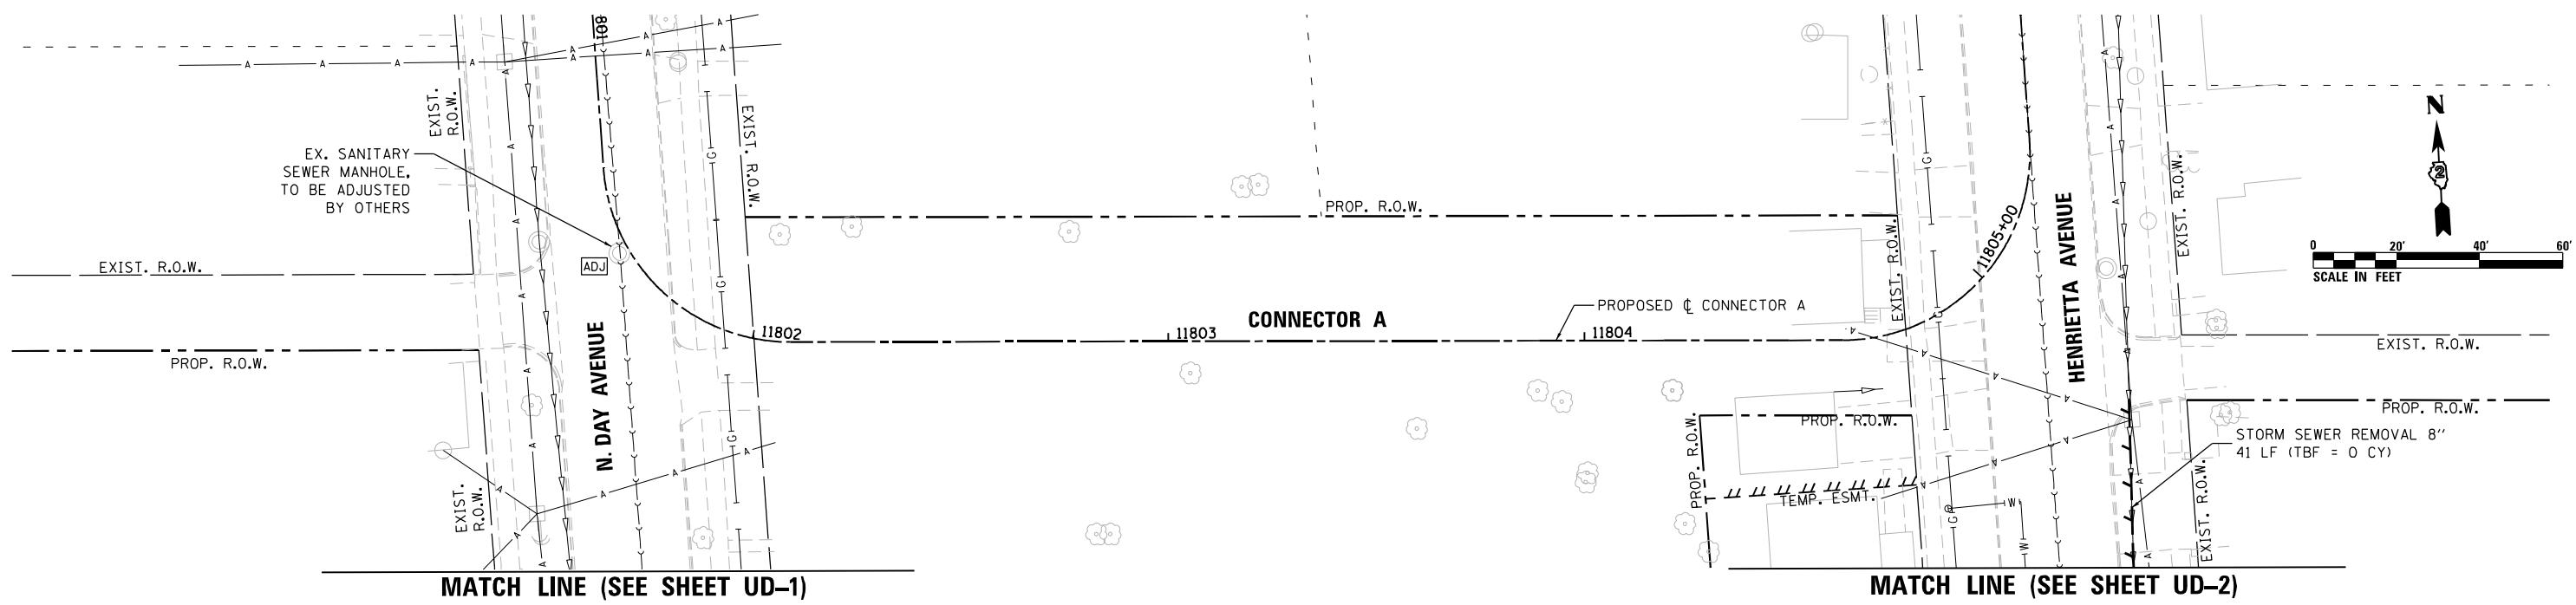 1801
A A A A A A A A A
EXIST.
R.O.W.
EX. SANITARY
SEWER MANHOLE,
TO BE ADJUSTED
BY OTHERS
ADJ
EXIST. R.O.W.
PROP. R.O.W.
EXIST. R.O.W.
N. DAY AVENUE
EXIST.
R.O.W.
G G G
PROP. R.O.W.
11802
11803
CONNECTOR A
PROPOSED ℄ CONNECTOR A
11804
11805+00
EXIST. R.O.W.
HENRIETTA AVENUE
EXIST. R.O.W.
N
2
0 20' 40' 60'
SCALE IN FEET
EXIST. R.O.W.
PROP. R.O.W.
PROP. R.O.W.
PROP. R.O.W.
TEMP. ESMT.
G W W
STORM SEWER REMOVAL 8''
41 LF (TBF = 0 CY)
EXIST. R.O.W.
MATCH LINE (SEE SHEET UD–1)
MATCH LINE (SEE SHEET UD–2)